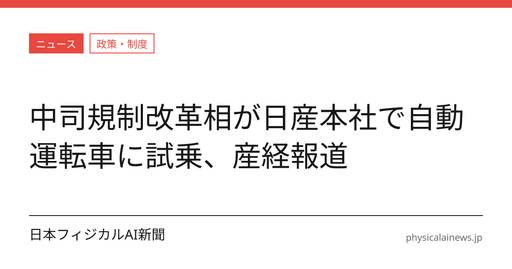 ニュース
政策・制度
中司規制改革相が日産本社で自動
運転車に試乗、産経報道
日本フィジカルAI新聞
physicalainews.jp